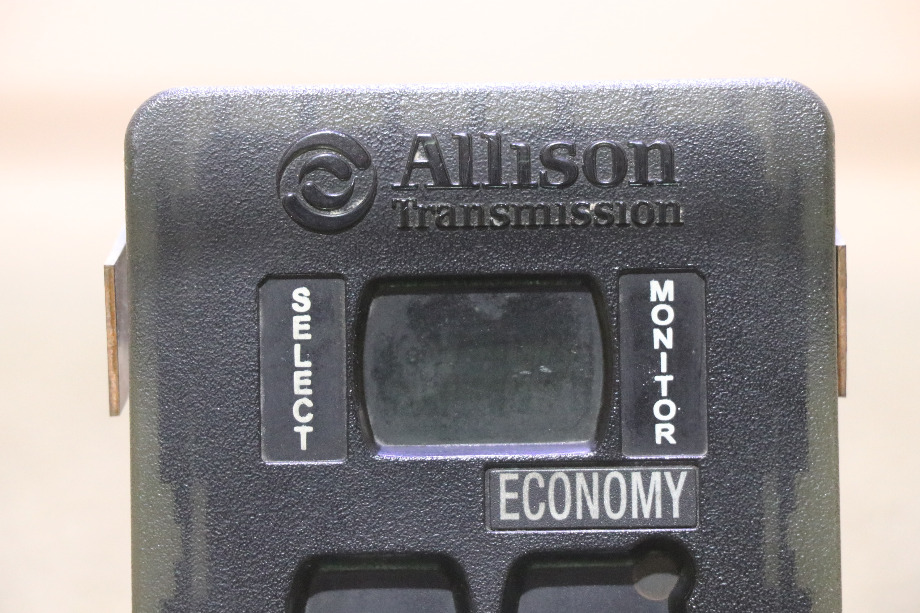 Allison
Transmission
SELECT
MONITOR
ECONOMY